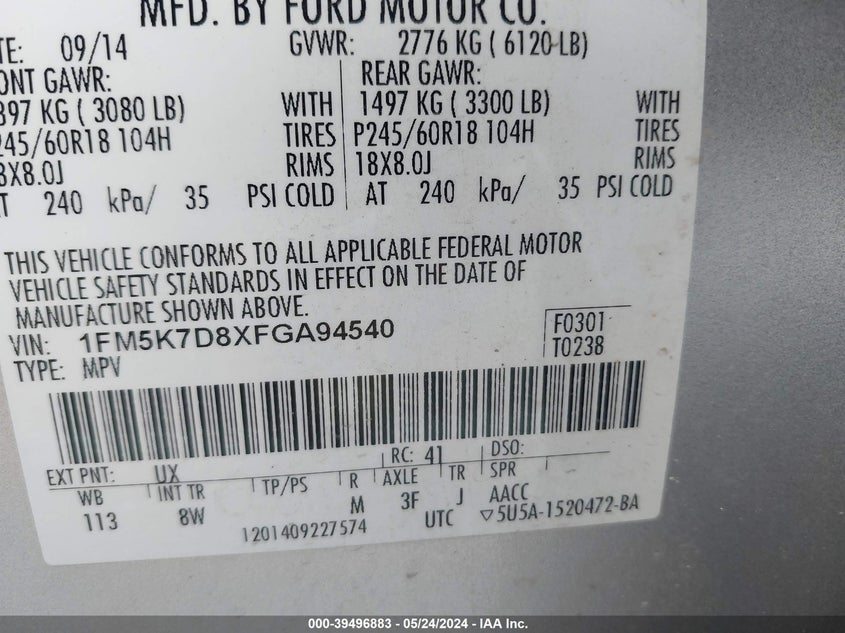 MFD. BY FORD MOTOR CO.
TE: 09/14 GVWR: 2776 KG ( 6120 LB)
ONT GAWR: REAR GAWR:
397 KG ( 3080 LB) WITH 1497 KG ( 3300 LB) WITH
245/60R18 104H TIRES P245/60R18 104H TIRES
8X8.0J RIMS 18X8.0J RIMS
AT 240 kPa/ 35 PSI COLD AT 240 kPa/ 35 PSI COLD
THIS VEHICLE CONFORMS TO ALL APPLICABLE FEDERAL MOTOR
VEHICLE SAFETY STANDARDS IN EFFECT ON THE DATE OF
MANUFACTURE SHOWN ABOVE.
VIN: 1FM5K7D8XFGA94540 F0301
TYPE: MPV T0238
EXT PNT: UX RC: 41 DSO:
WB INT TR TP/PS R AXLE TR SPR
113 8W M 3F J AACC
1201409227574 UTC ▽5U5A-1520472-BA
000-39496883 / 05/24/2024 - IAA Inc.